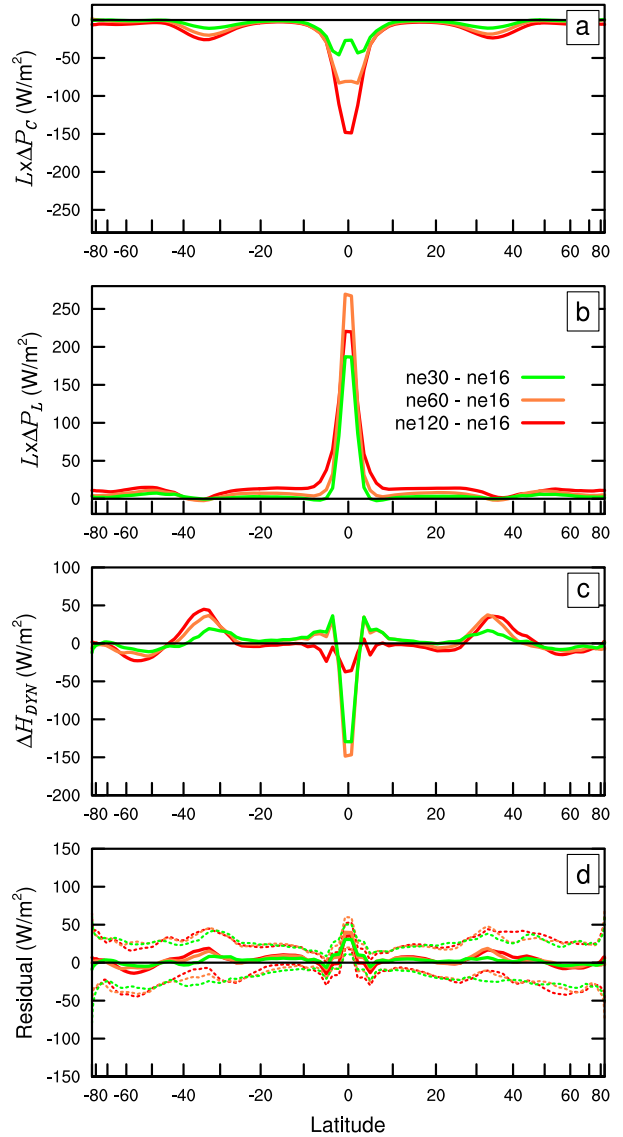 a
LxΔP_C (W/m²)
0
-50
-100
-150
-200
-250
-80 -60 -40 -20 0 20 40 60 80
b
LxΔP_L (W/m²)
250
200
150
100
50
0
ne30 - ne16
ne60 - ne16
ne120 - ne16
-80 -60 -40 -20 0 20 40 60 80
c
ΔH_DYN (W/m²)
100
50
0
-50
-100
-150
-200
-80 -60 -40 -20 0 20 40 60 80
d
Residual (W/m²)
150
100
50
0
-50
-100
-150
-80 -60 -40 -20 0 20 40 60 80
Latitude